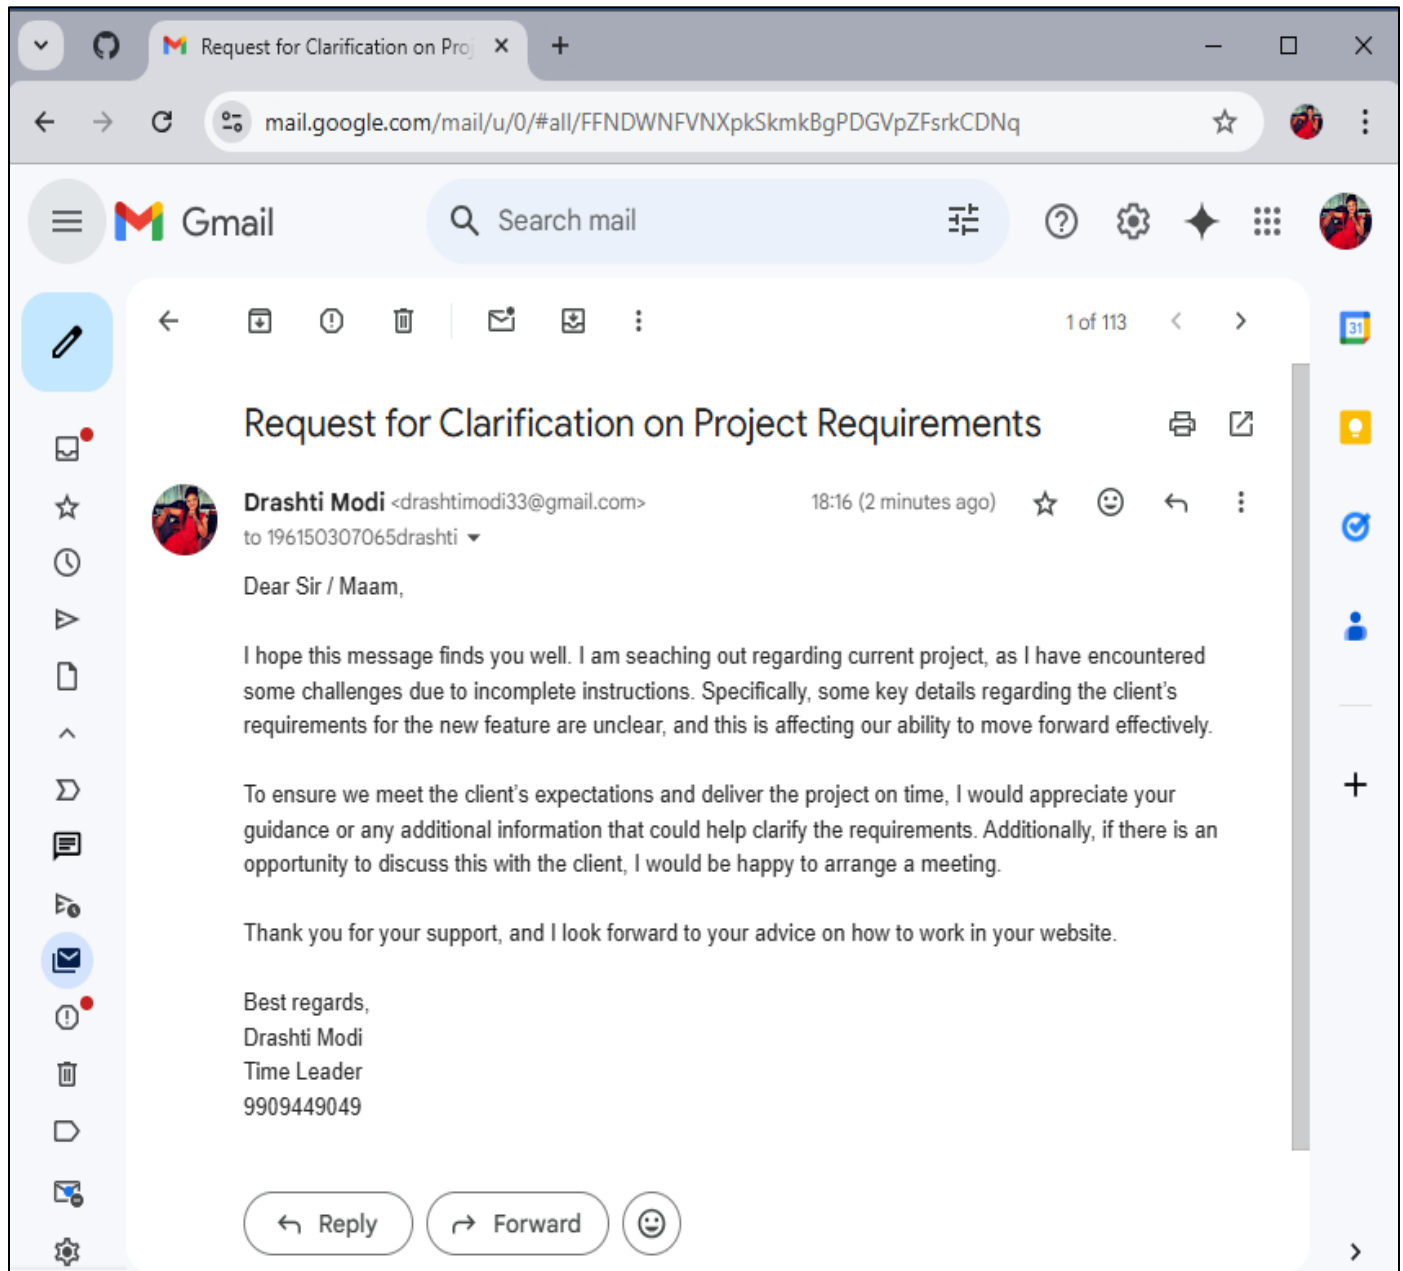 Request for Clarification on Proj
mail.google.com/mail/u/0/#all/FFNDWNFVNXpkSkmkBgPDGVpZFsrkCDNq
Gmail
Search mail
1 of 113
31
Request for Clarification on Project Requirements
Drashti Modi <drashtimodi33@gmail.com>
18:16 (2 minutes ago)
to 196150307065drashti
Dear Sir / Maam,
I hope this message finds you well. I am seaching out regarding current project, as I have encountered
some challenges due to incomplete instructions. Specifically, some key details regarding the client's
requirements for the new feature are unclear, and this is affecting our ability to move forward effectively.
To ensure we meet the client's expectations and deliver the project on time, I would appreciate your
guidance or any additional information that could help clarify the requirements. Additionally, if there is an
opportunity to discuss this with the client, I would be happy to arrange a meeting.
Thank you for your support, and I look forward to your advice on how to work in your website.
Best regards,
Drashti Modi
Time Leader
9909449049
Reply
Forward